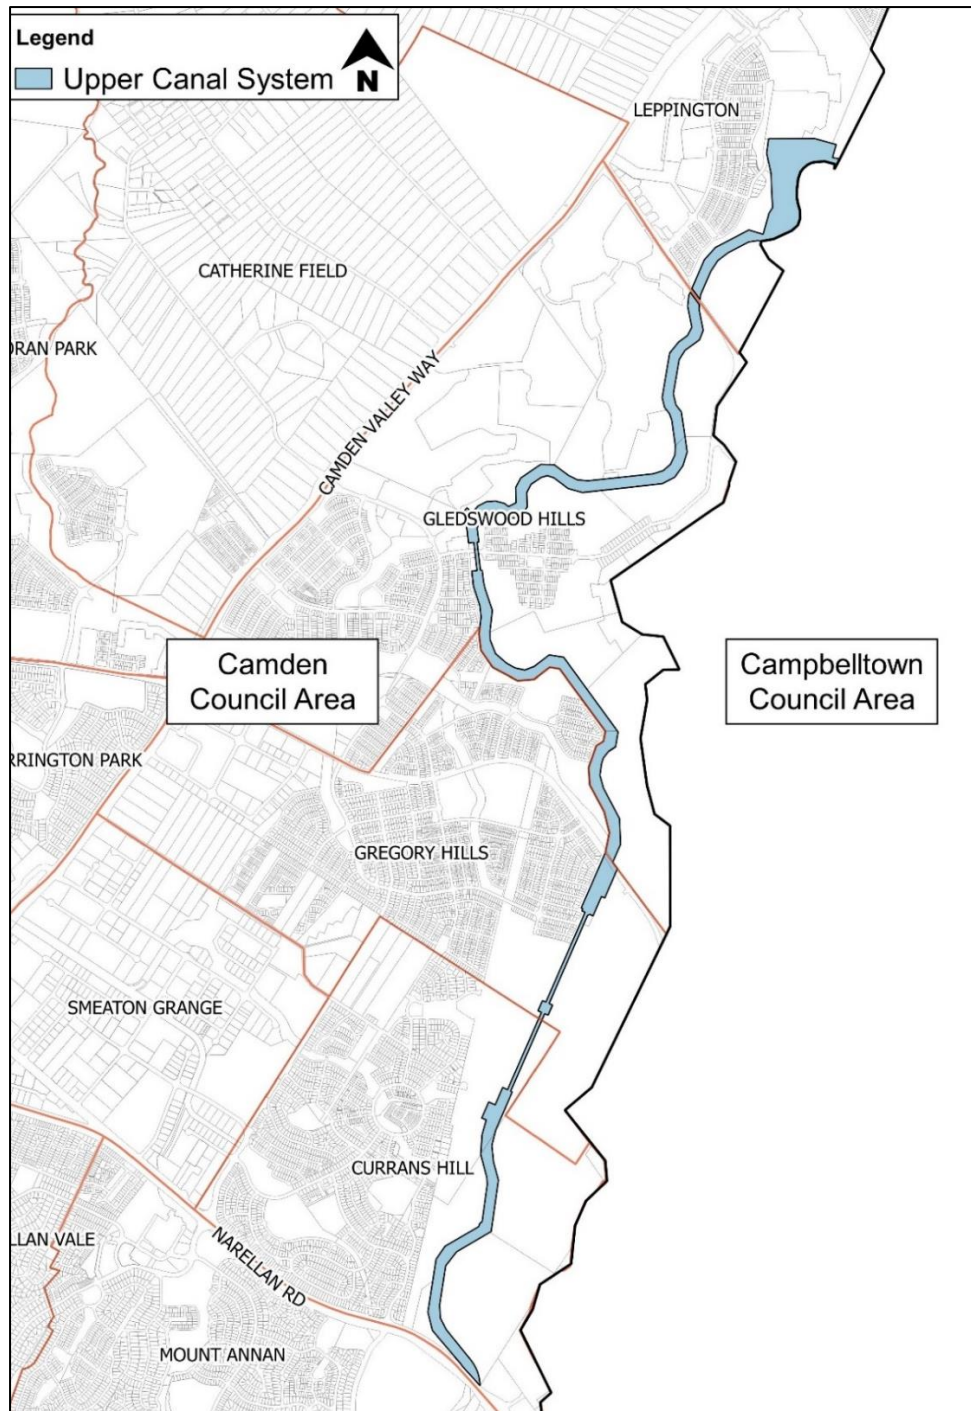 Legend
Upper Canal System
N
LEPPINGTON
CATHERINE FIELD
ORAN PARK
CAMDEN VALLEY WAY
GLEDSWOOD HILLS
Camden
Council Area
Campbelltown
Council Area
RRINGTON PARK
GREGORY HILLS
SMEATON GRANGE
CURRANS HILL
LLAN VALE
NARELLAN RD
MOUNT ANNAN